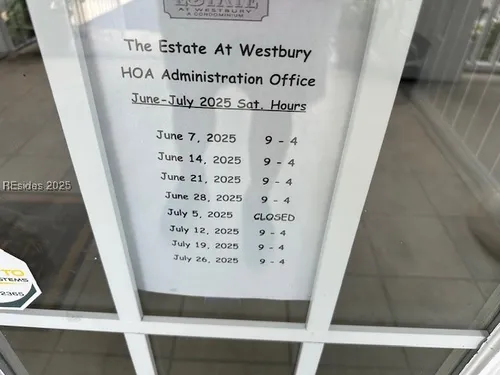 ESTATE
AT WESTBURY
A CONDOMINIUM
The Estate At Westbury
HOA Administration Office
June-July 2025 Sat. Hours
June 7, 2025 9 - 4
June 14, 2025 9 - 4
June 21, 2025 9 - 4
June 28, 2025 9 - 4
July 5, 2025 CLOSED
July 12, 2025 9 - 4
July 19, 2025 9 - 4
July 26, 2025 9 - 4
REsides 2025
2365